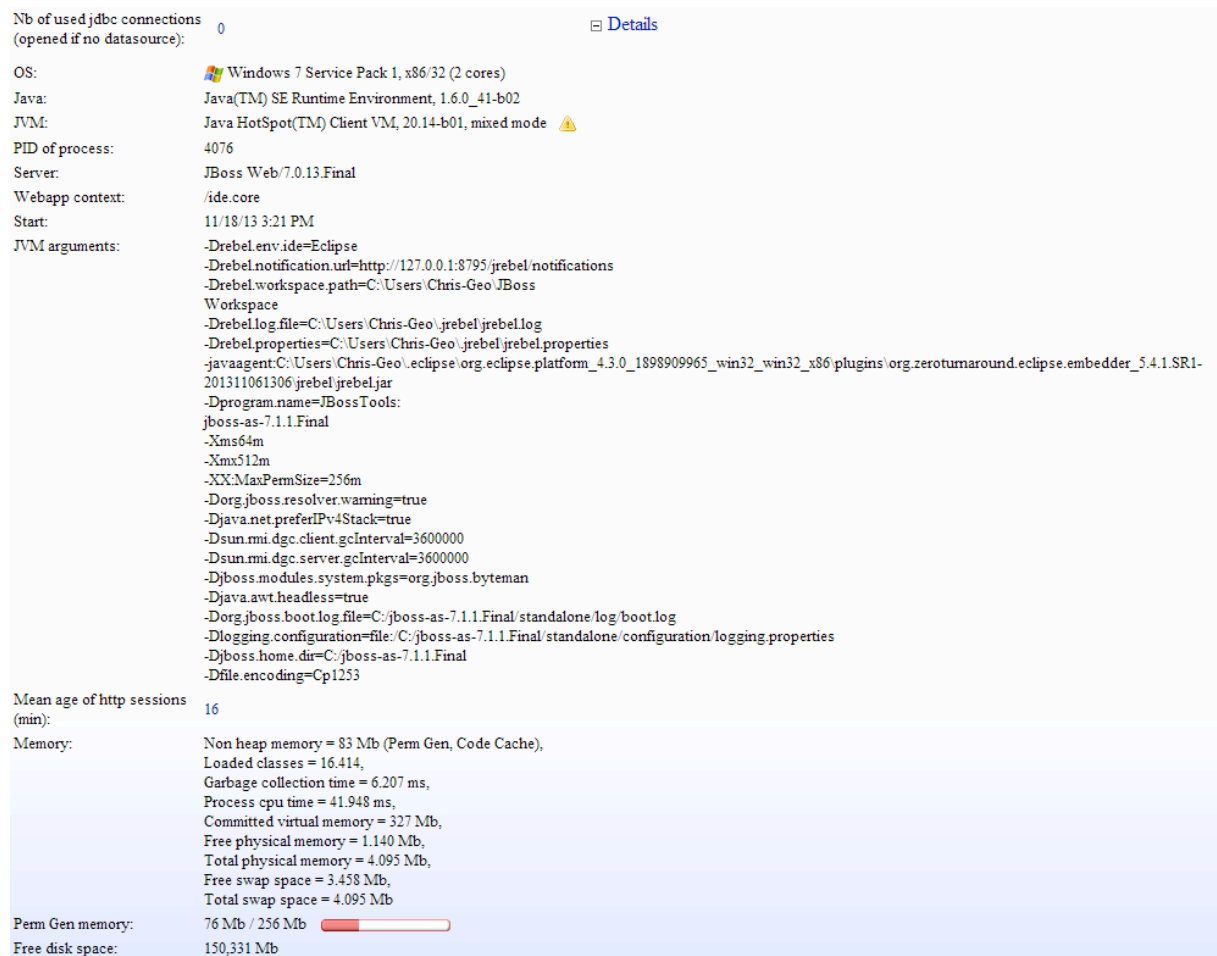 Nb of used jdbc connections
(opened if no datasource):
0
Details
OS:
Windows 7 Service Pack 1, x86/32 (2 cores)
Java:
Java(TM) SE Runtime Environment, 1.6.0_41-b02
JVM:
Java HotSpot(TM) Client VM, 20.14-b01, mixed mode
PID of process:
4076
Server:
JBoss Web/7.0.13.Final
Webapp context:
/ide.core
Start:
11/18/13 3:21 PM
JVM arguments:
-Drebel.env.ide=Eclipse
-Drebel.notification.url=http://127.0.0.1:8795/jrebel/notifications
-Drebel.workspace.path=C:\Users\Chris-Geo\JBoss
Workspace
-Drebel.log.file=C:\Users\Chris-Geo\.jrebel\jrebel.log
-Drebel.properties=C:\Users\Chris-Geo\.jrebel\jrebel.properties
-javaagent:C:\Users\Chris-Geo\.eclipse\org.eclipse.platform_4.3.0_1898909965_win32_win32_x86\plugins\org.zeroturnaround.eclipse.embedder_5.4.1.SR1-
201311061306\jrebel\jrebel.jar
-Dprogram.name=JBossTools:
jboss-as-7.1.1.Final
-Xms64m
-Xmx512m
-XX:MaxPermSize=256m
-Dorg.jboss.resolver.warning=true
-Djava.net.preferIPv4Stack=true
-Dsun.rmi.dgc.client.gcInterval=3600000
-Dsun.rmi.dgc.server.gcInterval=3600000
-Djboss.modules.system.pkgs=org.jboss.byteman
-Djava.awt.headless=true
-Dorg.jboss.boot.log.file=C:/jboss-as-7.1.1.Final/standalone/log/boot.log
-Dlogging.configuration=file:/C:/jboss-as-7.1.1.Final/standalone/configuration/logging.properties
-Djboss.home.dir=C:/jboss-as-7.1.1.Final
-Dfile.encoding=Cp1253
Mean age of http sessions
(min):
16
Memory:
Non heap memory = 83 Mb (Perm Gen, Code Cache),
Loaded classes = 16.414,
Garbage collection time = 6.207 ms,
Process cpu time = 41.948 ms,
Committed virtual memory = 327 Mb,
Free physical memory = 1.140 Mb,
Total physical memory = 4.095 Mb,
Free swap space = 3.458 Mb,
Total swap space = 4.095 Mb
Perm Gen memory:
76 Mb / 256 Mb
Free disk space:
150,331 Mb